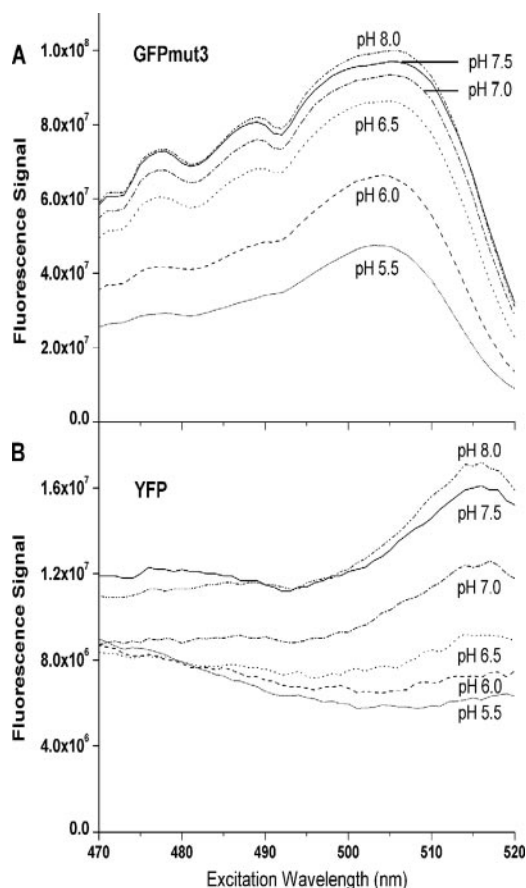 A
GFPmut3
pH 8.0
pH 7.5
pH 7.0
pH 6.5
pH 6.0
pH 5.5
Fluorescence Signal
1.0x10⁸
8.0x10⁷
6.0x10⁷
4.0x10⁷
2.0x10⁷
0.0
B
YFP
pH 8.0
pH 7.5
pH 7.0
pH 6.5
pH 6.0
pH 5.5
Fluorescence Signal
1.6x10⁷
1.2x10⁷
8.0x10⁶
4.0x10⁶
0.0
470 480 490 500 510 520
Excitation Wavelength (nm)